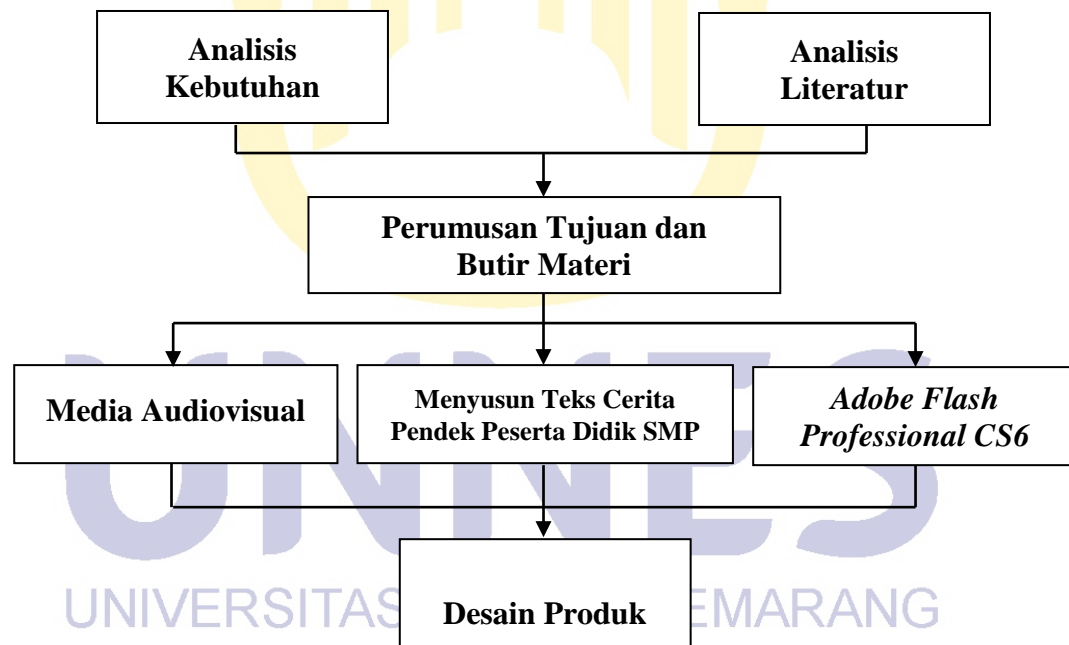 Analisis
Kebutuhan
Analisis
Literatur
Perumusan Tujuan dan
Butir Materi
Media Audiovisual
Menyusun Teks Cerita
Pendek Peserta Didik SMP
Adobe Flash
Professional CS6
Desain Produk
UNNES
UNIVERSITAS EMARANG